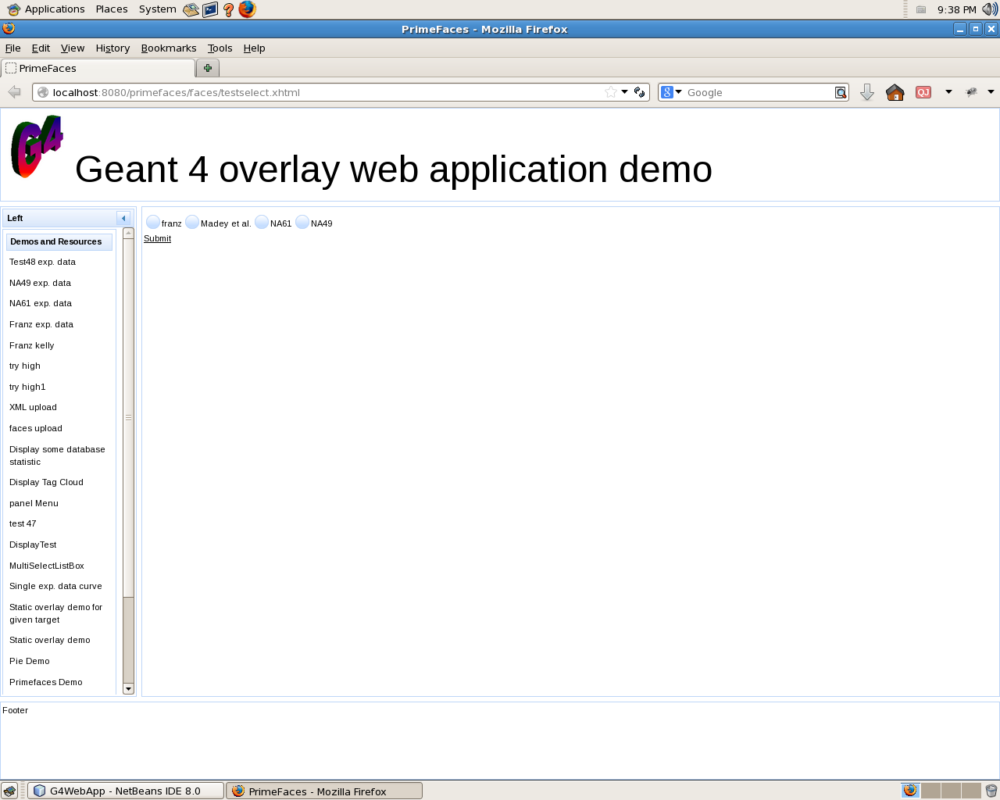 Applications Places System 9:38 PM
PrimeFaces - Mozilla Firefox
File Edit View History Bookmarks Tools Help
PrimeFaces
localhost:8080/primefaces/faces/testselect.xhtml
8 Google
QJ
G4
Geant 4 overlay web application demo
Left
Demos and Resources
Test48 exp. data
NA49 exp. data
NA61 exp. data
Franz exp. data
Franz kelly
try high
try high1
XML upload
faces upload
Display some database
statistic
Display Tag Cloud
panel Menu
test 47
DisplayTest
MultiSelectListBox
Single exp. data curve
Static overlay demo for
given target
Static overlay demo
Pie Demo
Primefaces Demo
franz Madey et al. NA61 NA49
Submit
Footer
G4WebApp - NetBeans IDE 8.0
PrimeFaces - Mozilla Firefox